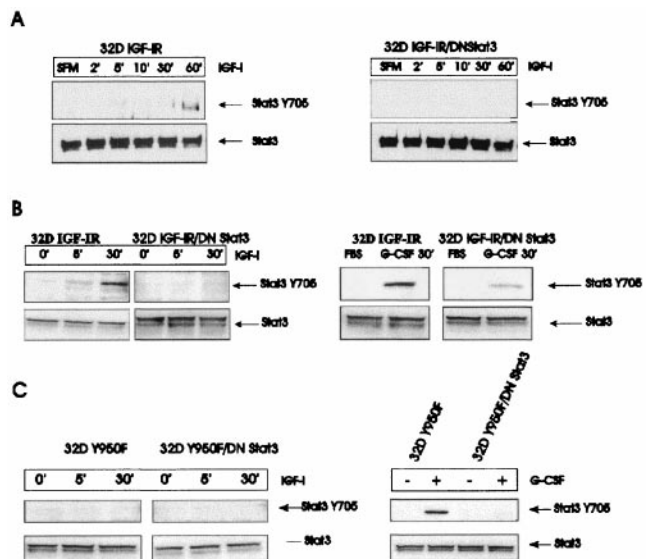 A
32D IGF-IR
SFM 2' 5' 10' 30' 60' IGF-I
Stat3 Y705
Stat3
32D IGF-IR/DNStat3
SFM 2' 5' 10' 30' 60' IGF-I
Stat3 Y705
Stat3
B
32D IGF-IR 32D IGF-IR/DN Stat3
0' 5' 30' 0' 5' 30' IGF-I
Stat3 Y705
Stat3
32D IGF-IR 32D IGF-IR/DN Stat3
FBS G-CSF 30' FBS G-CSF 30'
Stat3 Y705
Stat3
C
32D Y950F 32D Y950F/DN Stat3
0' 5' 30' 0' 5' 30' IGF-I
Stat3 Y705
Stat3
32D Y950F
32D Y950F/DN Stat3
- + - + G-CSF
Stat3 Y705
Stat3